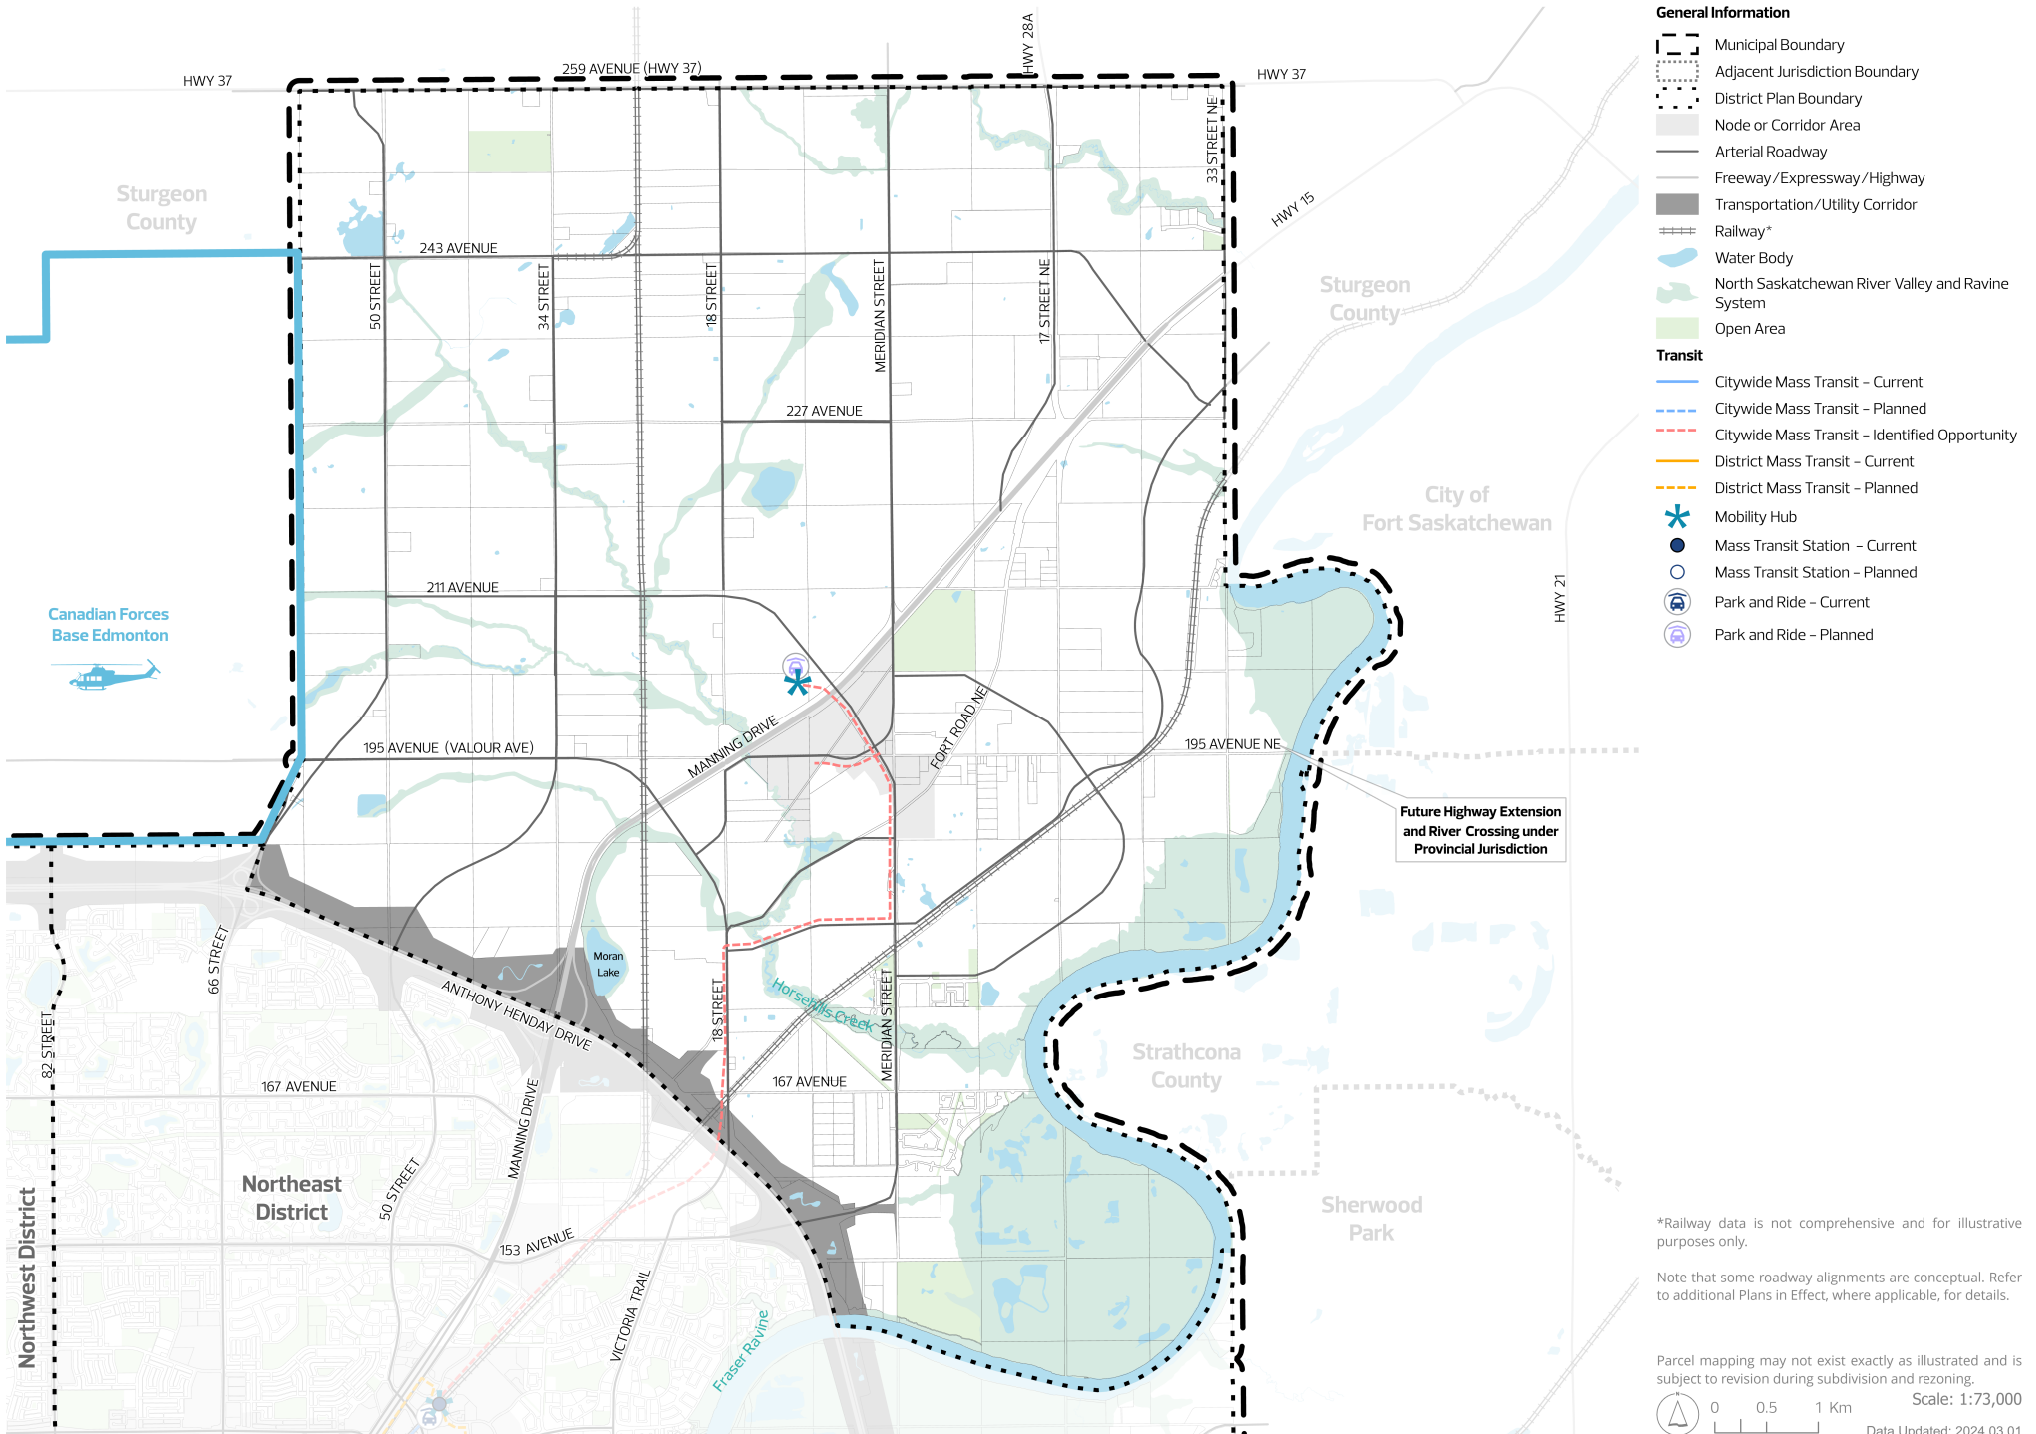 General Information
Municipal Boundary
Adjacent Jurisdiction Boundary
District Plan Boundary
Node or Corridor Area
Arterial Roadway
Freeway/Expressway/Highway
Transportation/Utility Corridor
Railway*
Water Body
North Saskatchewan River Valley and Ravine
System
Open Area
Transit
Citywide Mass Transit - Current
Citywide Mass Transit - Planned
Citywide Mass Transit - Identified Opportunity
District Mass Transit - Current
District Mass Transit - Planned
Mobility Hub
Mass Transit Station - Current
Mass Transit Station - Planned
Park and Ride - Current
Park and Ride - Planned
*Railway data is not comprehensive and for illustrative
purposes only.
Note that some roadway alignments are conceptual. Refer
to additional Plans in Effect, where applicable, for details.
Parcel mapping may not exist exactly as illustrated and is
subject to revision during subdivision and rezoning.
Scale: 1:73,000
N
0 0.5 1 Km
Data Updated: 2024.03.01
HWY 37
259 AVENUE (HWY 37)
HWY 28A
HWY 37
33 STREET NE
HWY 15
Sturgeon
County
243 AVENUE
50 STREET
34 STREET
18 STREET
MERIDIAN STREET
17 STREET NE
Sturgeon
County
227 AVENUE
City of
Fort Saskatchewan
211 AVENUE
HWY 21
Canadian Forces
Base Edmonton
MANNING DRIVE
FORT ROAD NE
195 AVENUE (VALOUR AVE)
195 AVENUE NE
Future Highway Extension
and River Crossing under
Provincial Jurisdiction
66 STREET
Moran
Lake
ANTHONY HENDAY DRIVE
18 STREET
Horsehills Creek
MERIDIAN STREET
82 STREET
Strathcona
County
167 AVENUE
167 AVENUE
MANNING DRIVE
50 STREET
Northeast
District
Northwest District
153 AVENUE
VICTORIA TRAIL
Fraser Ravine
Sherwood
Park